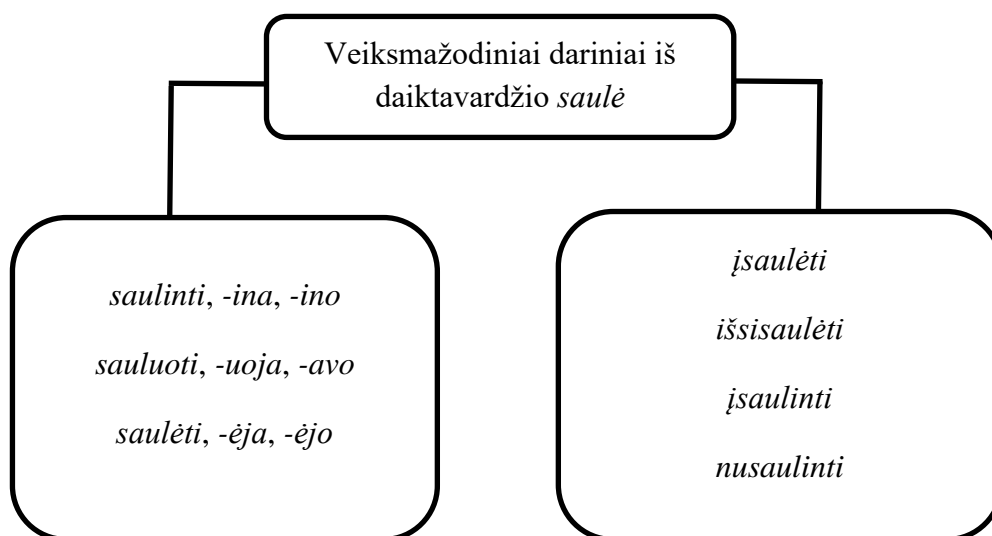 Veiksmažodiniai dariniai iš
daiktavardžio saulė
saulinti, -ina, -ino
sauluoti, -uoja, -avo
saulėti, -ėja, -ėjo
įsaulėti
išsisaulėti
įsaulinti
nusaulinti